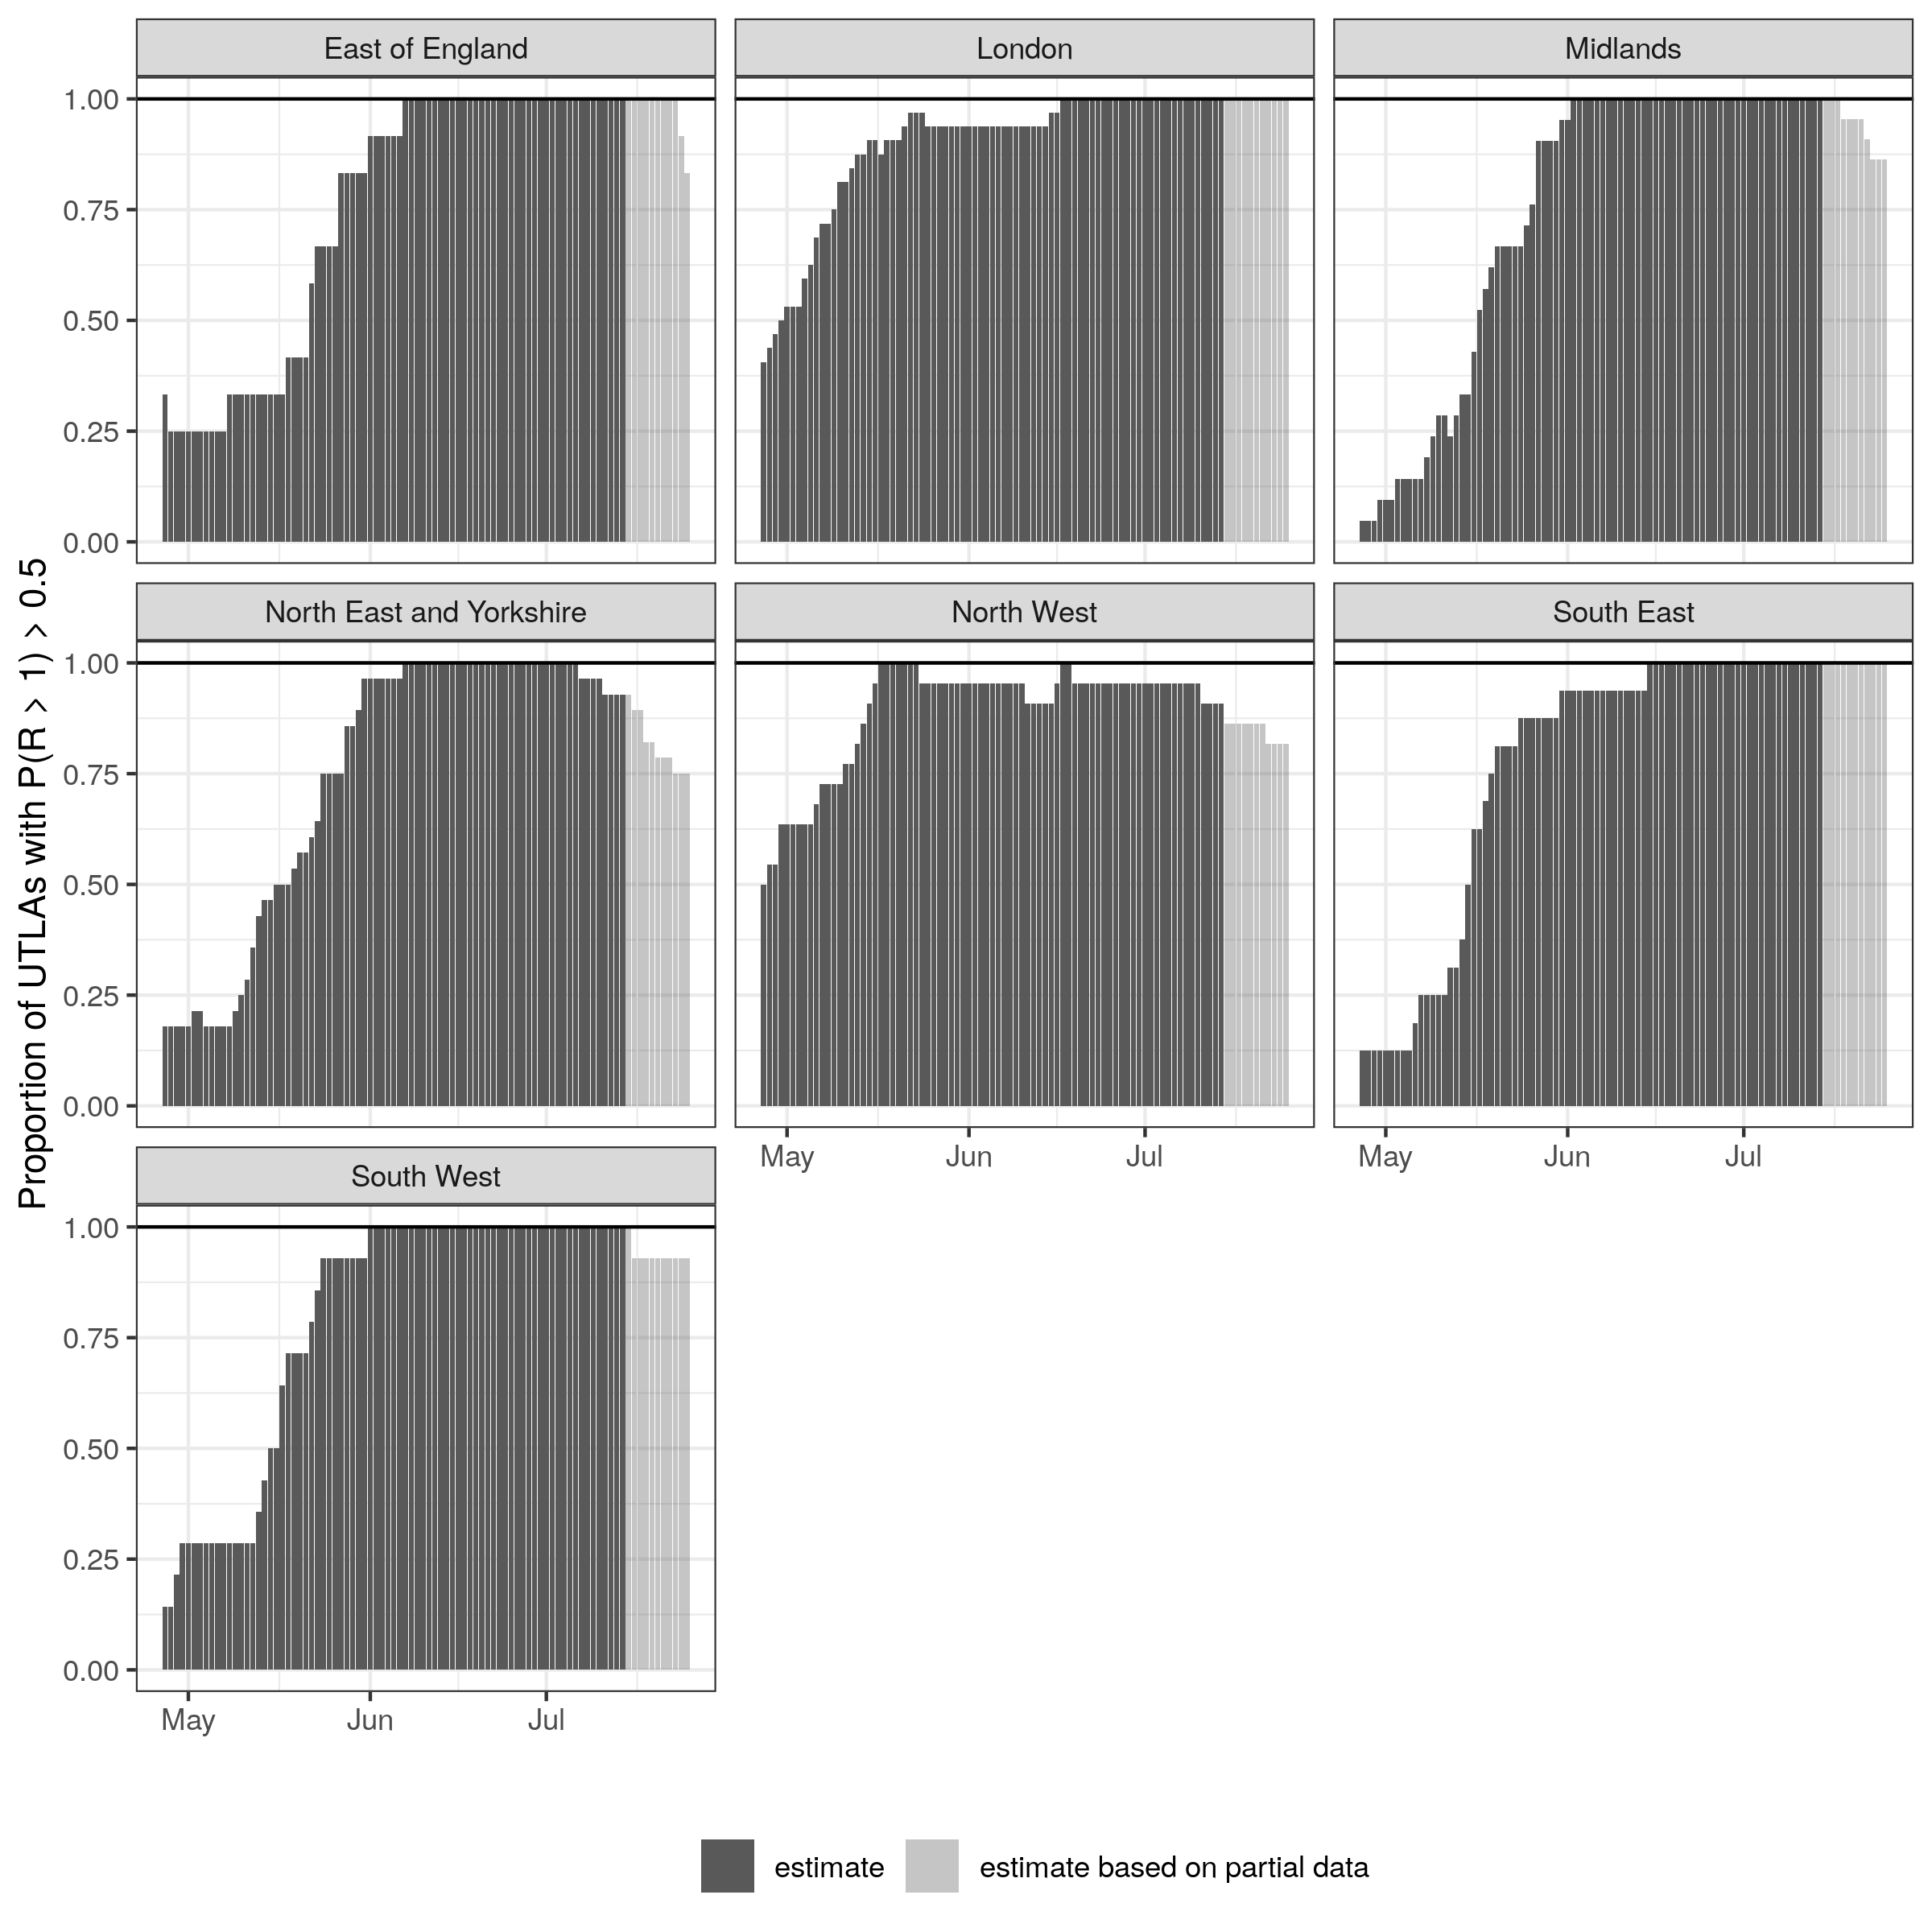 Proportion of UTLAs with P(R > 1) > 0.5
East of England
London
Midlands
1.00
0.75
0.50
0.25
0.00
North East and Yorkshire
North West
South East
1.00
0.75
0.50
0.25
0.00
May Jun Jul
May Jun Jul
South West
1.00
0.75
0.50
0.25
0.00
May Jun Jul
estimate
estimate based on partial data